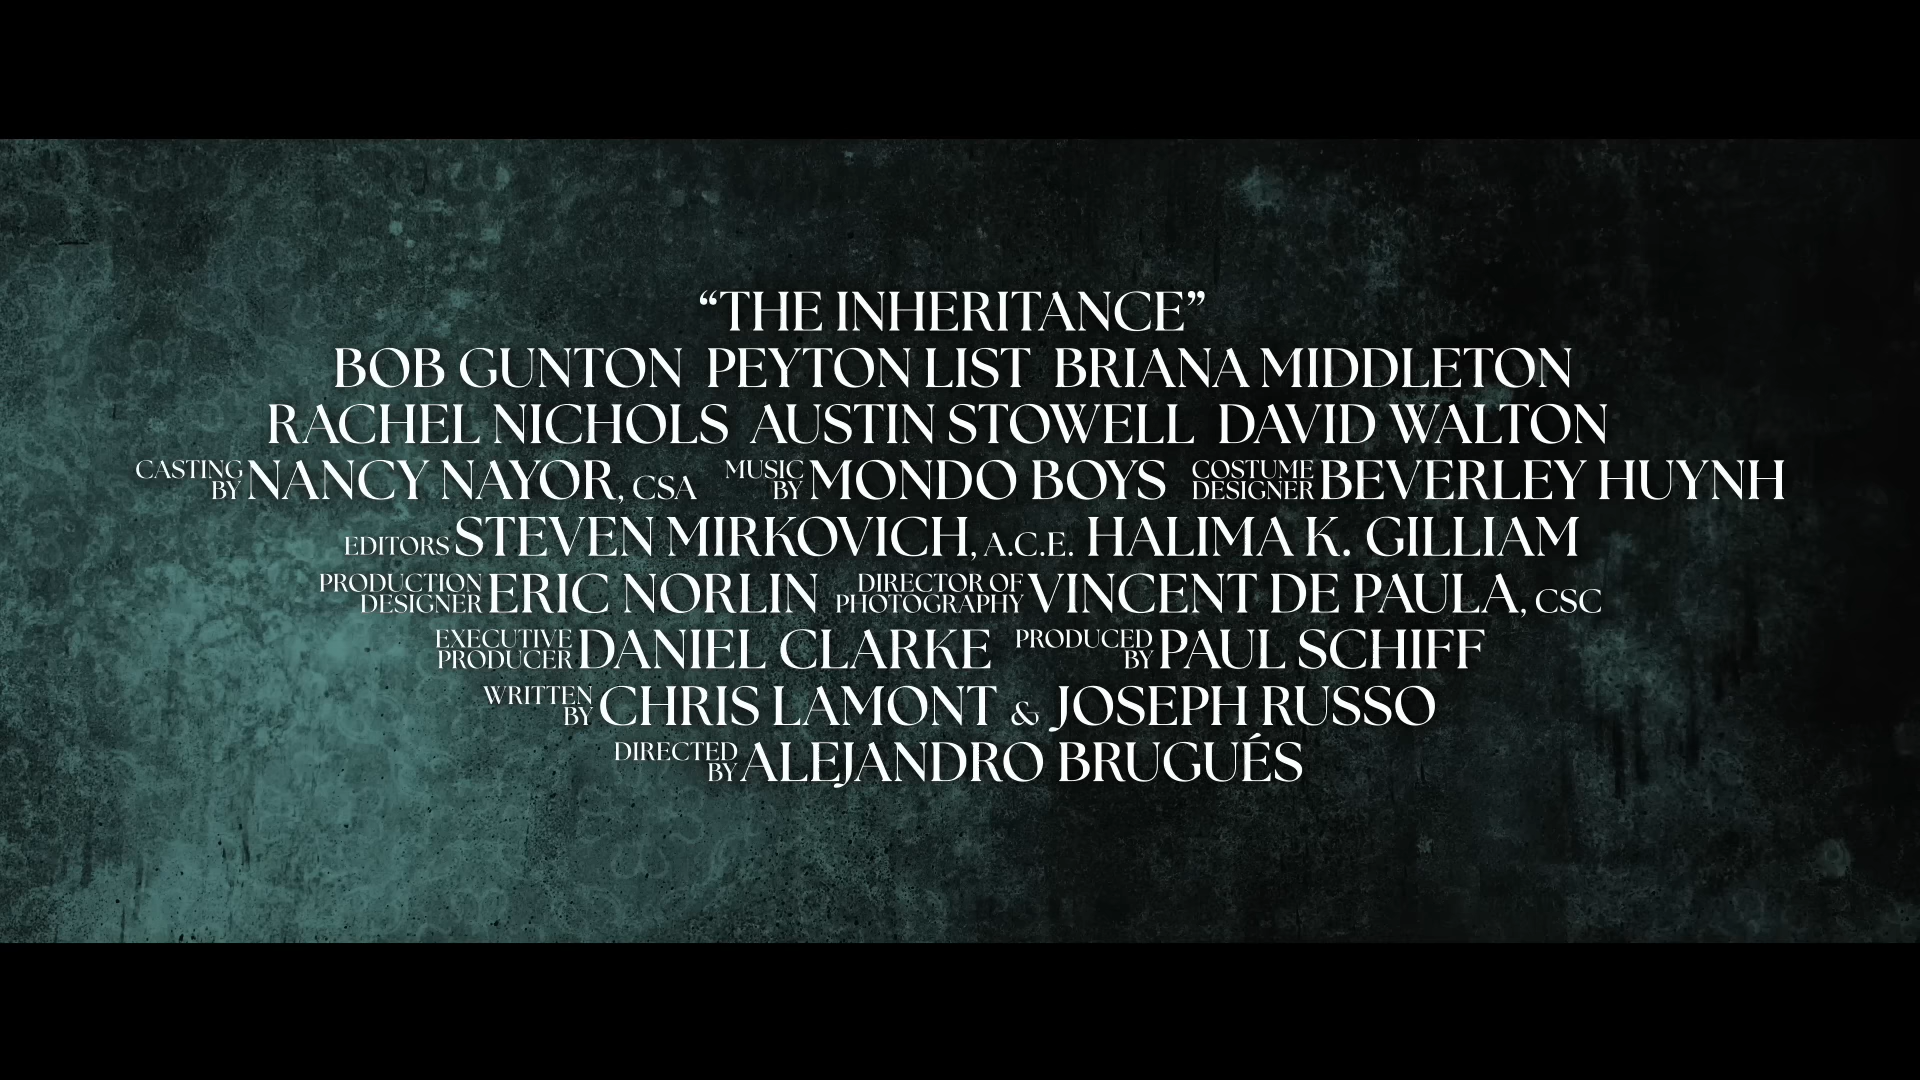 “THE INHERITANCE”
BOB GUNTON PEYTON LIST BRIANA MIDDLETON
RACHEL NICHOLS AUSTIN STOWELL DAVID WALTON
CASTING BY NANCY NAYOR, CSA MUSIC BY MONDO BOYS COSTUME DESIGNER BEVERLEY HUYNH
EDITORS STEVEN MIRKOVICH, A.C.E. HALIMA K. GILLIAM
PRODUCTION DESIGNER ERIC NORLIN DIRECTOR OF PHOTOGRAPHY VINCENT DE PAULA, CSC
EXECUTIVE PRODUCER DANIEL CLARKE PRODUCED BY PAUL SCHIFF
WRITTEN BY CHRIS LAMONT & JOSEPH RUSSO
DIRECTED BY ALEJANDRO BRUGUÉS